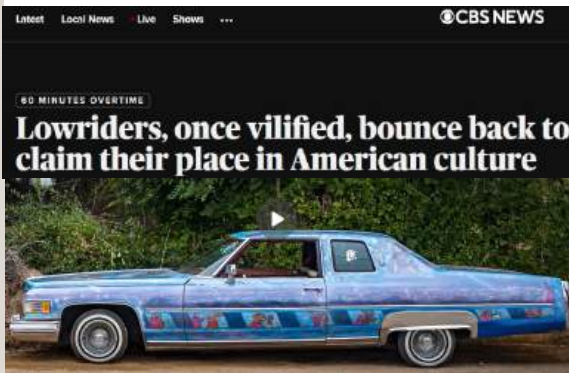 Latest Local News Live Shows ...
CBS NEWS
60 MINUTES OVERTIME
Lowriders, once vilified, bounce back to
claim their place in American culture